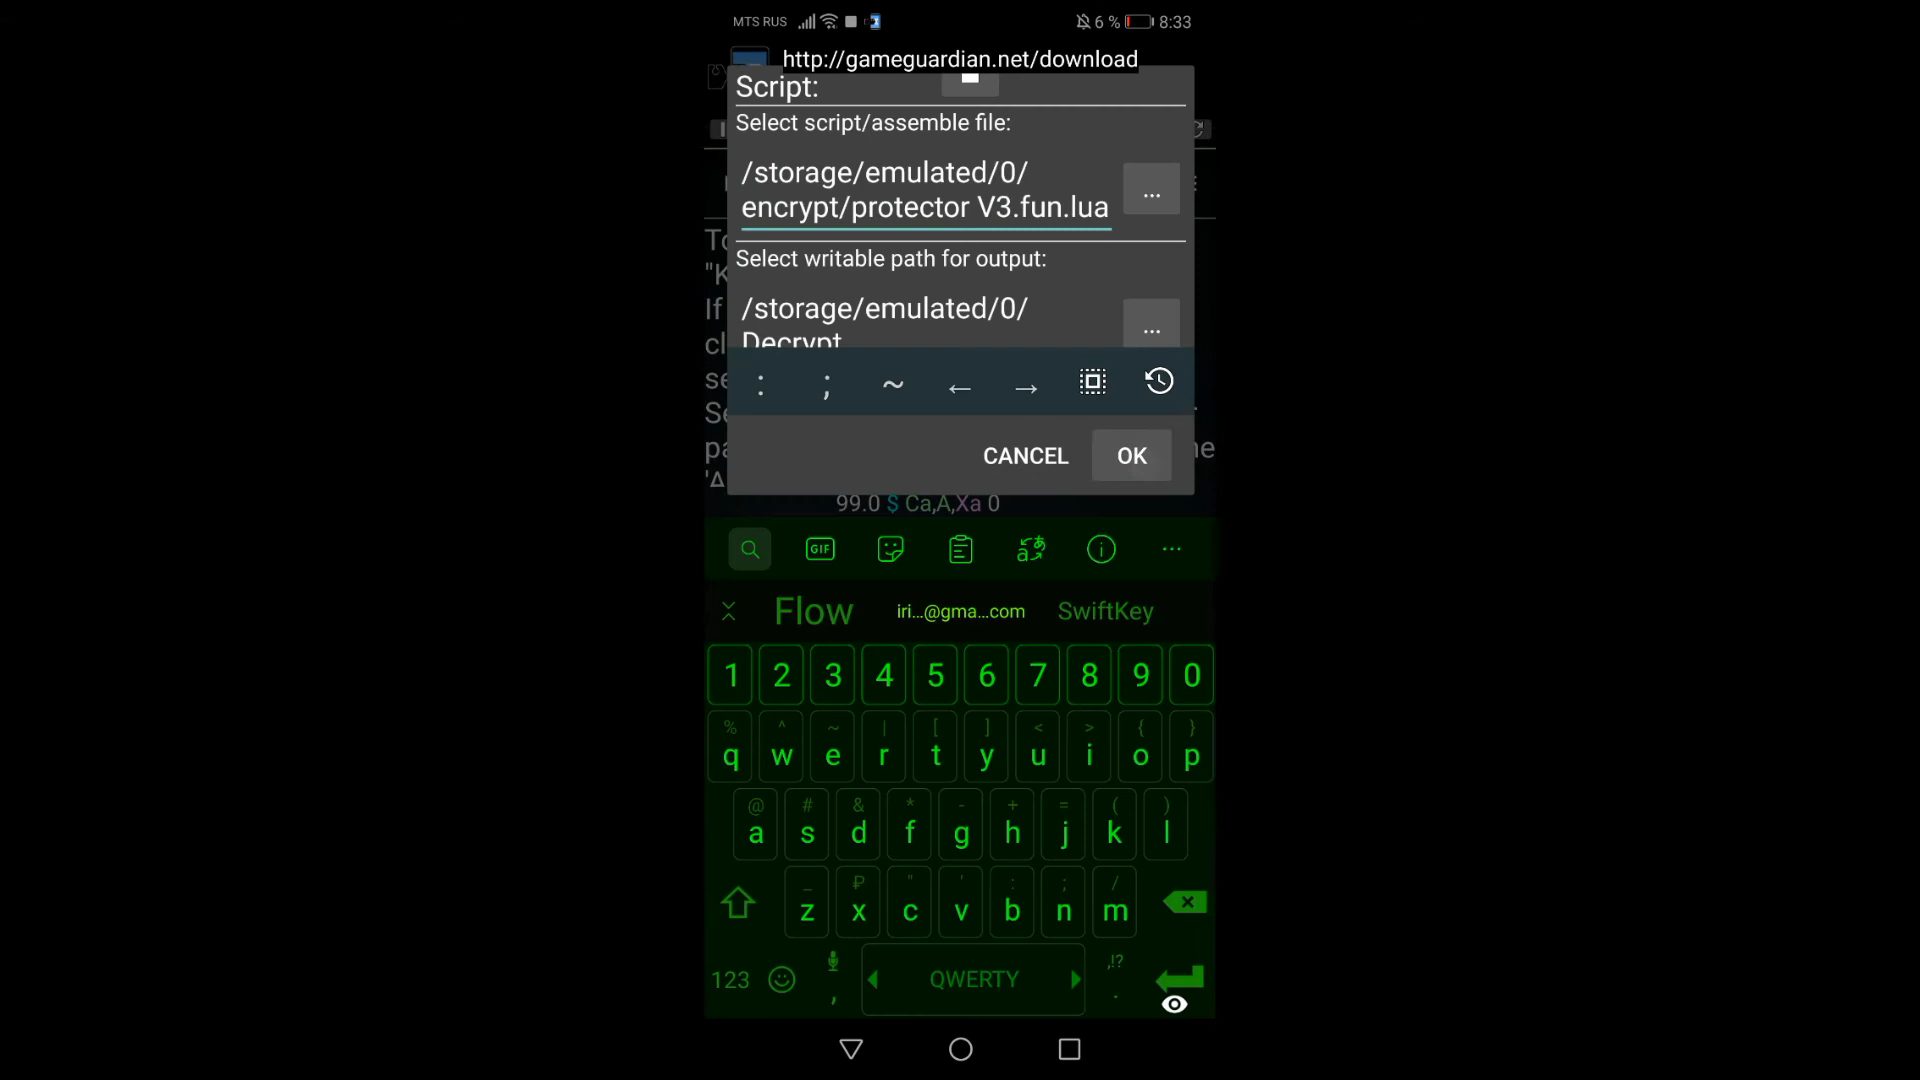 MTS RUS 6 % 8:33
http://gameguardian.net/download
Script:
Select script/assemble file:
/storage/emulated/0/
encrypt/protector V3.fun.lua
...
Select writable path for output:
/storage/emulated/0/
Decrypt
...
: ; ~ ← →
CANCEL OK
99.0 $ Ca,A,Xa 0
GIF
Flow iri...@gma...com SwiftKey
1 2 3 4 5 6 7 8 9 0
% ^ ~ | [ ] < > { }
q w e r t y u i o p
@ # & * - + = ( )
a s d f g h j k l
_ ₽ " ' : ; /
z x c v b n m
123 , QWERTY ,!? .